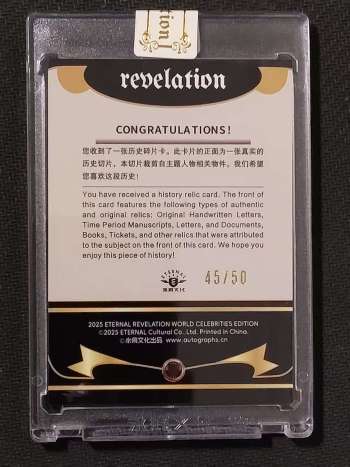 evelation
revelation
CONGRATULATIONS!
您收到了一张历史碎片卡。此卡片的正面为一张真实的
历史切片，本切片裁剪自主题人物相关物件。我们希望
您喜欢这段历史！
You have received a history relic card. The front of
this card features the following types of authentic
and original relics: Original Handwritten Letters,
Time Period Manuscripts, Letters, and Documents,
Books, Tickets, and other relics that were attributed
to the subject on the front of this card. We hope you
enjoy this piece of history!
ETERNAL
45/50
2025 ETERNAL REVELATION WORLD CELEBRITIES EDITION
©2025 ETERNAL Cultural Co., Ltd. Printed in China.
www.autographs.cn